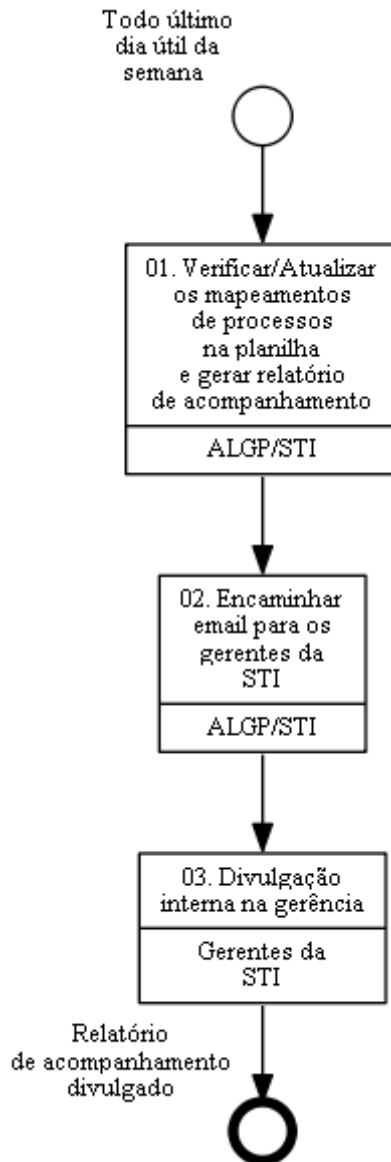 Todo último
dia útil da
semana
01. Verificar/Atualizar
os mapeamentos
de processos
na planilha
e gerar relatório
de acompanhamento
ALGP/STI
02. Encaminhar
email para os
gerentes da
STI
ALGP/STI
03. Divulgação
interna na gerência
Gerentes da
STI
Relatório
de acompanhamento
divulgado